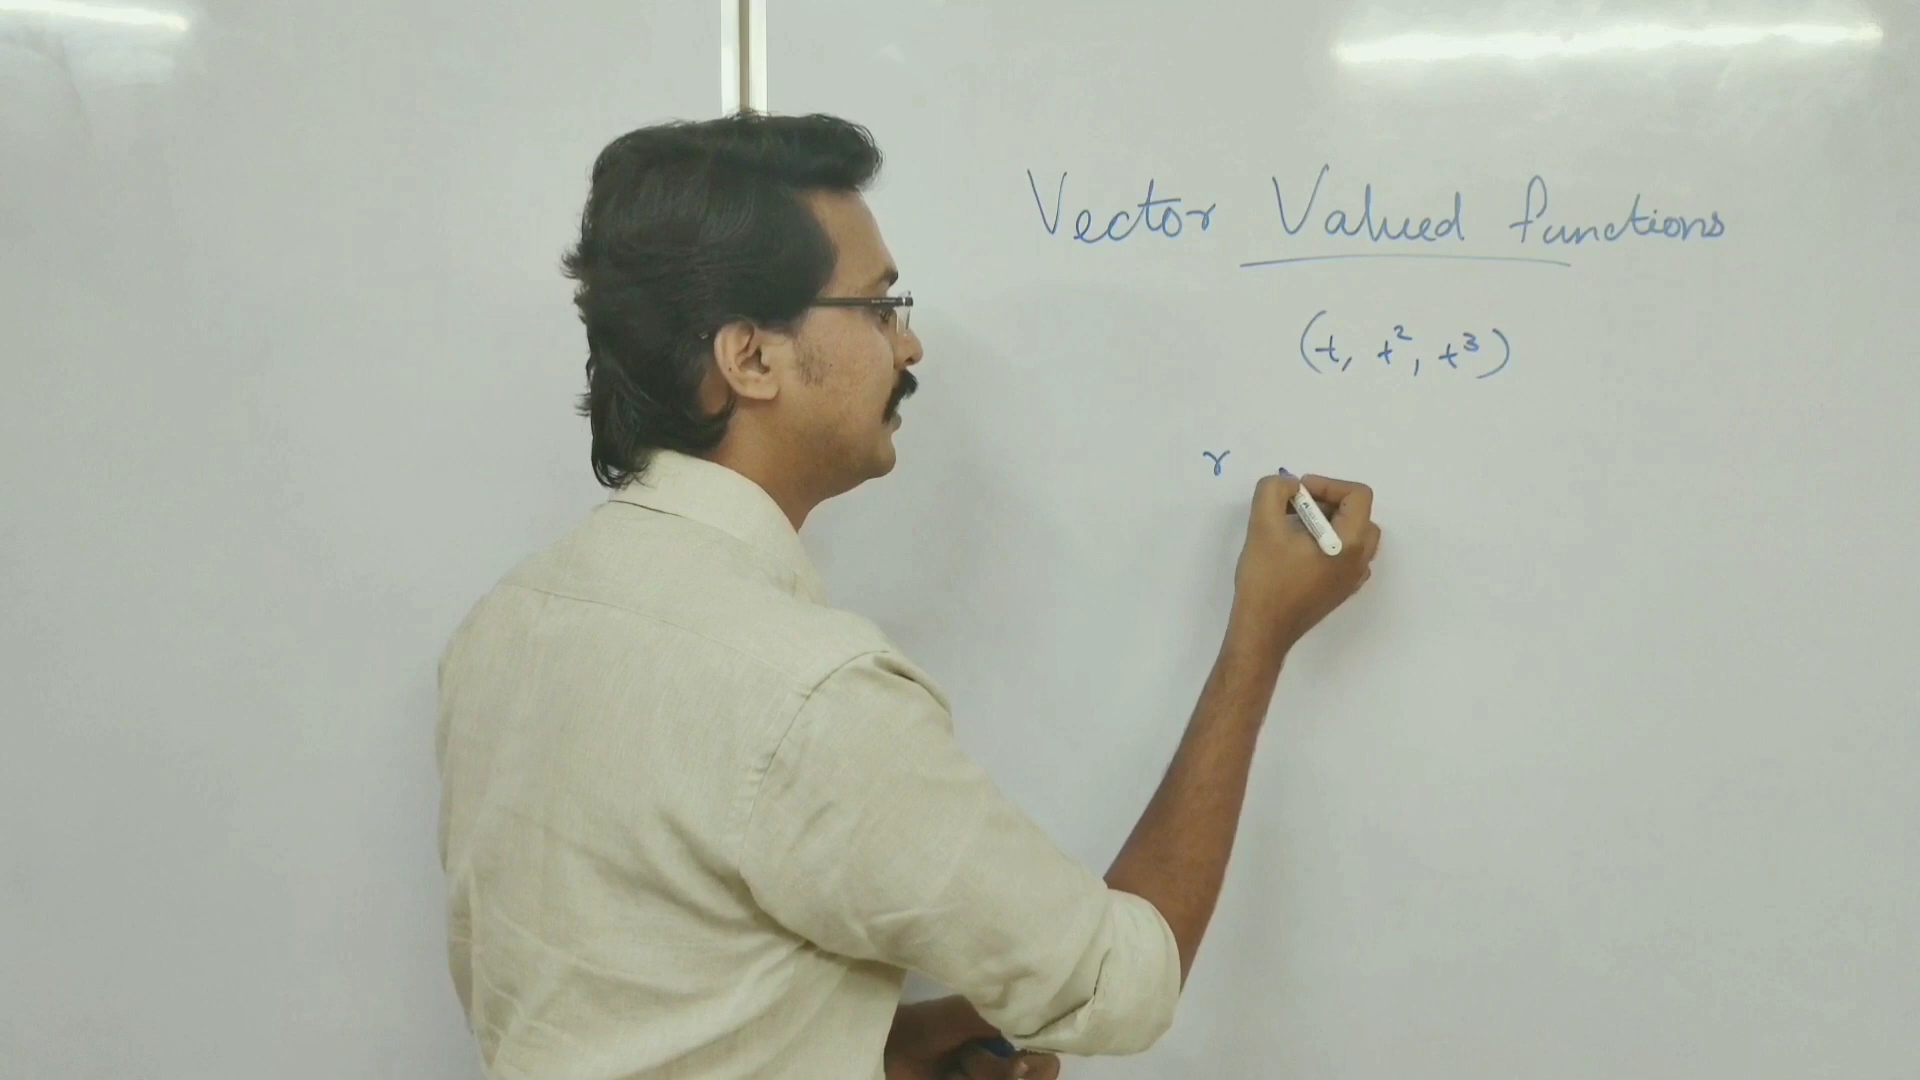 Vector Valued functions
(t, t², t³)
r